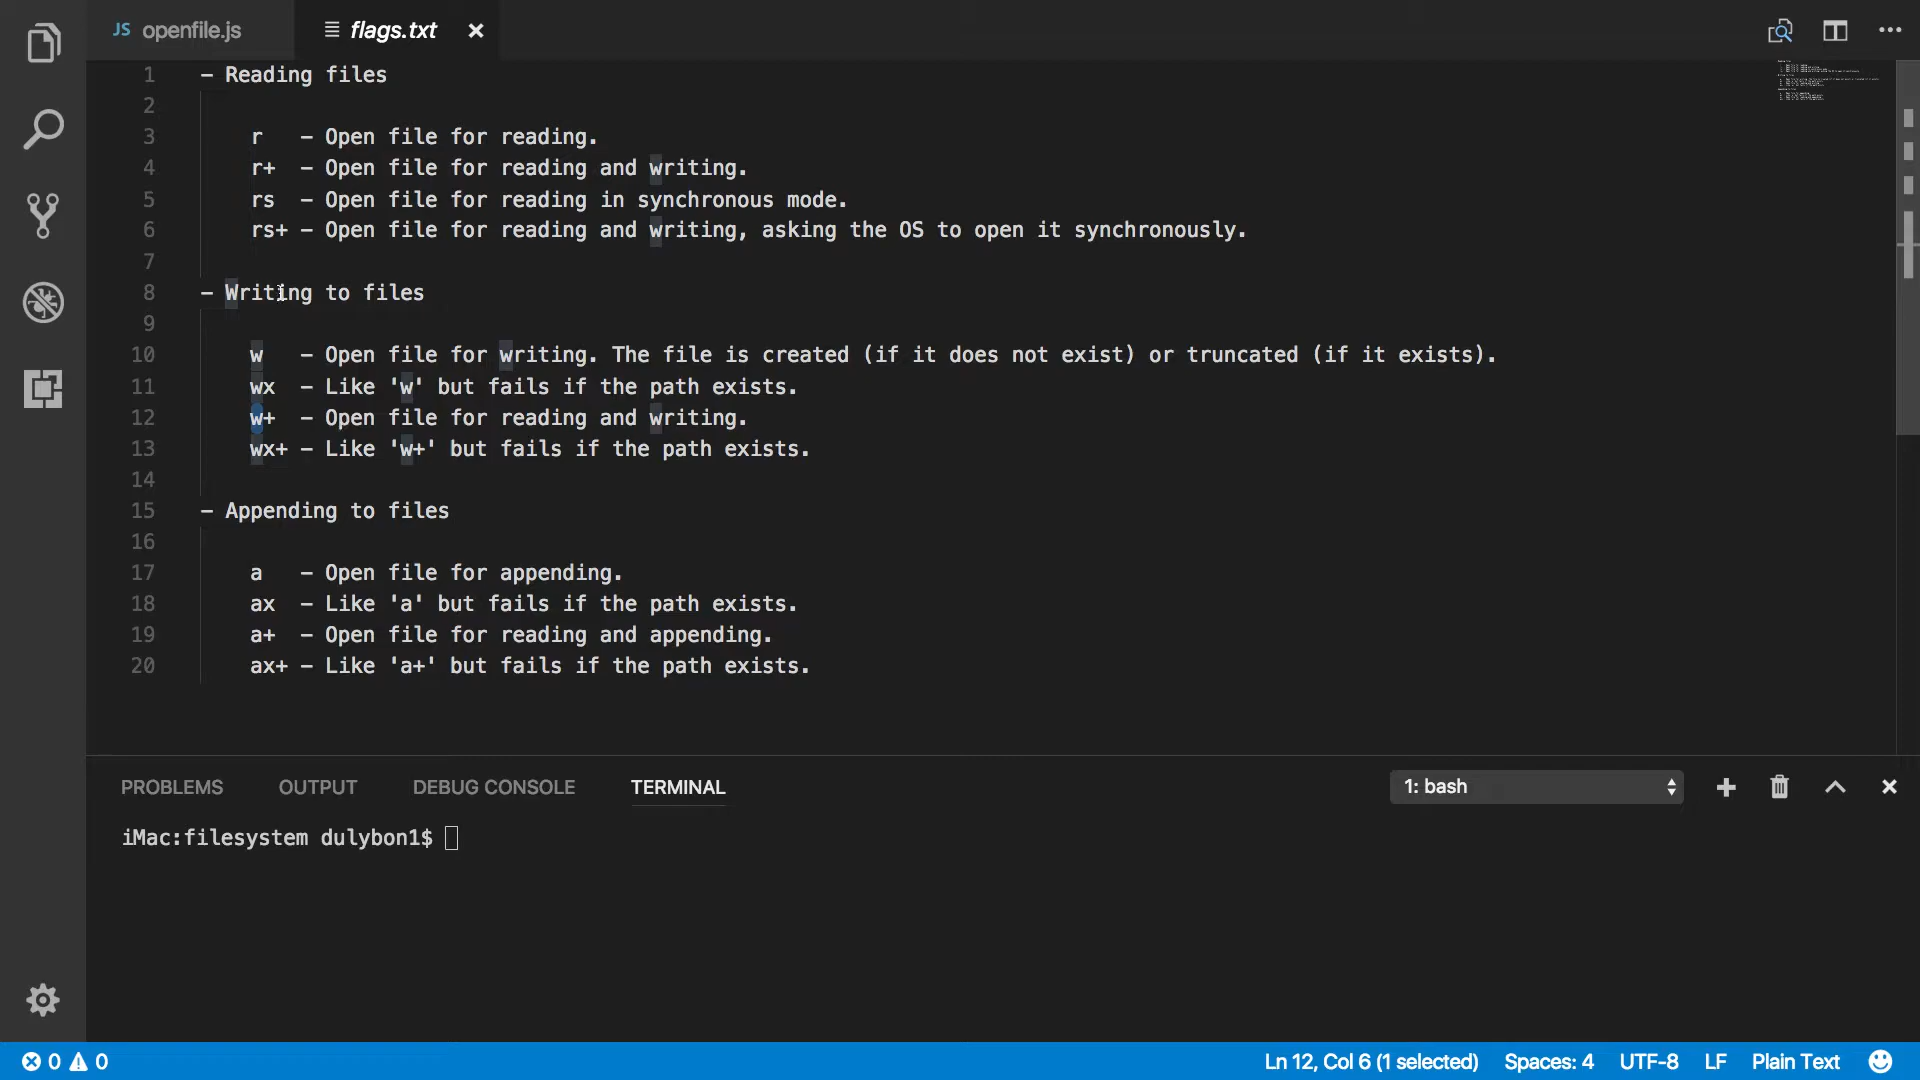 JS openfile.js
flags.txt
1 - Reading files
2
3 r - Open file for reading.
4 r+ - Open file for reading and writing.
5 rs - Open file for reading in synchronous mode.
6 rs+ - Open file for reading and writing, asking the OS to open it synchronously.
7
8 - Writing to files
9
10 w - Open file for writing. The file is created (if it does not exist) or truncated (if it exists).
11 wx - Like 'w' but fails if the path exists.
12 w+ - Open file for reading and writing.
13 wx+ - Like 'w+' but fails if the path exists.
14
15 - Appending to files
16
17 a - Open file for appending.
18 ax - Like 'a' but fails if the path exists.
19 a+ - Open file for reading and appending.
20 ax+ - Like 'a+' but fails if the path exists.
PROBLEMS OUTPUT DEBUG CONSOLE TERMINAL 1: bash
iMac:filesystem dulybon1$
0 0 Ln 12, Col 6 (1 selected) Spaces: 4 UTF-8 LF Plain Text